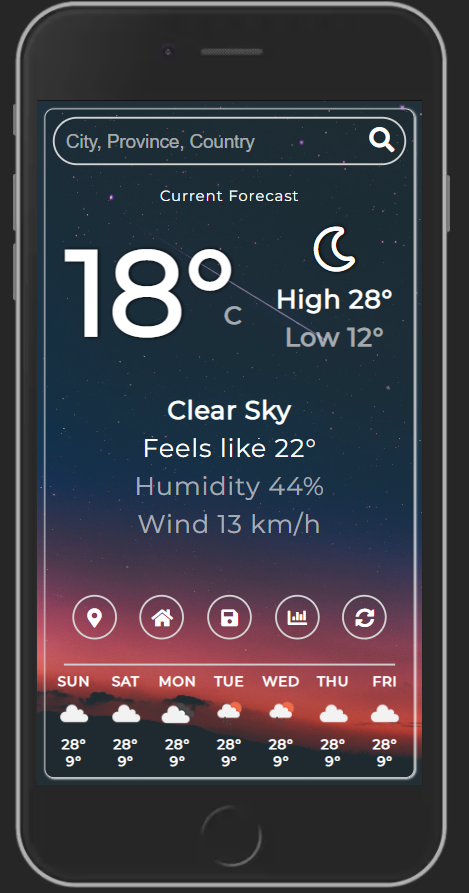 City, Province, Country
Current Forecast
18°
C
High 28°
Low 12°
Clear Sky
Feels like 22°
Humidity 44%
Wind 13 km/h
SUN SAT MON TUE WED THU FRI
28° 28° 28° 28° 28° 28° 28°
9° 9° 9° 9° 9° 9° 9°